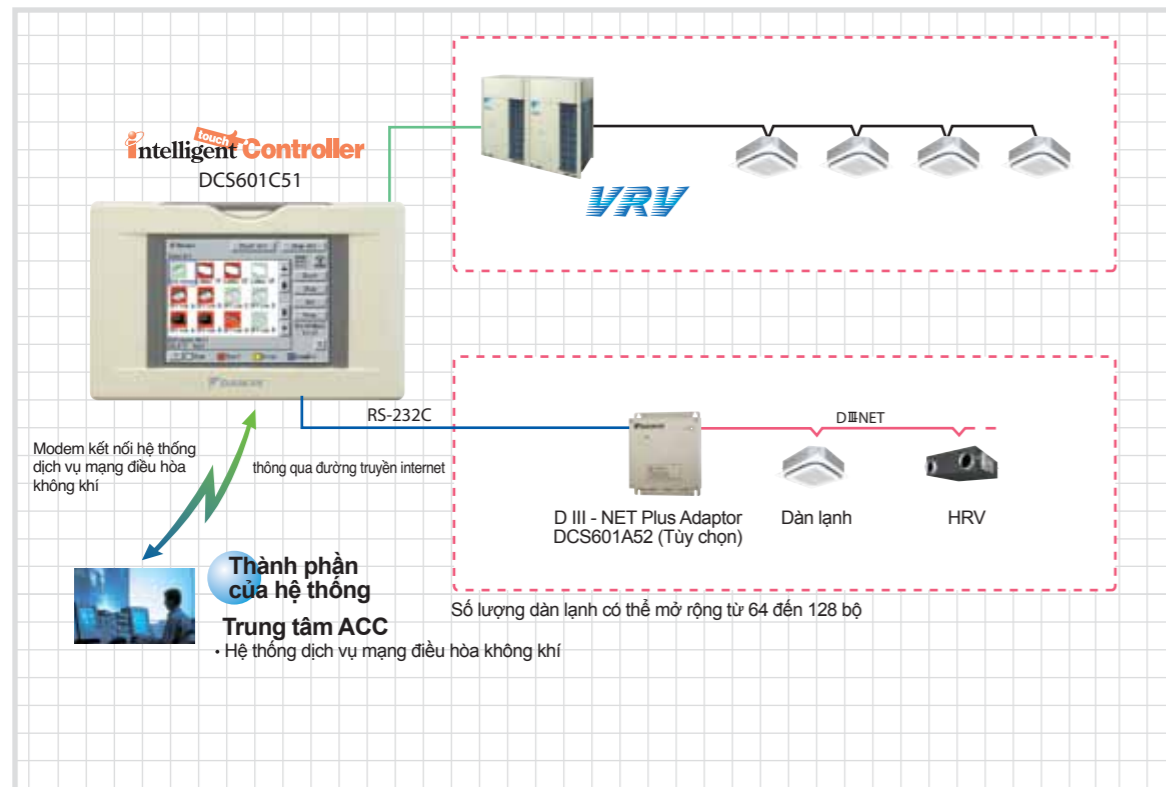 intelligent touch Controller
DCS601C51
VRV
DAIKIN
RS-232C
D III-NET
Modem kết nối hệ thống
dịch vụ mạng điều hòa
không khí
thông qua đường truyền internet
D III - NET Plus Adaptor
DCS601A52 (Tùy chọn)
Dàn lạnh
HRV
Thành phần
của hệ thống
Số lượng dàn lạnh có thể mở rộng từ 64 đến 128 bộ
Trung tâm ACC
• Hệ thống dịch vụ mạng điều hòa không khí